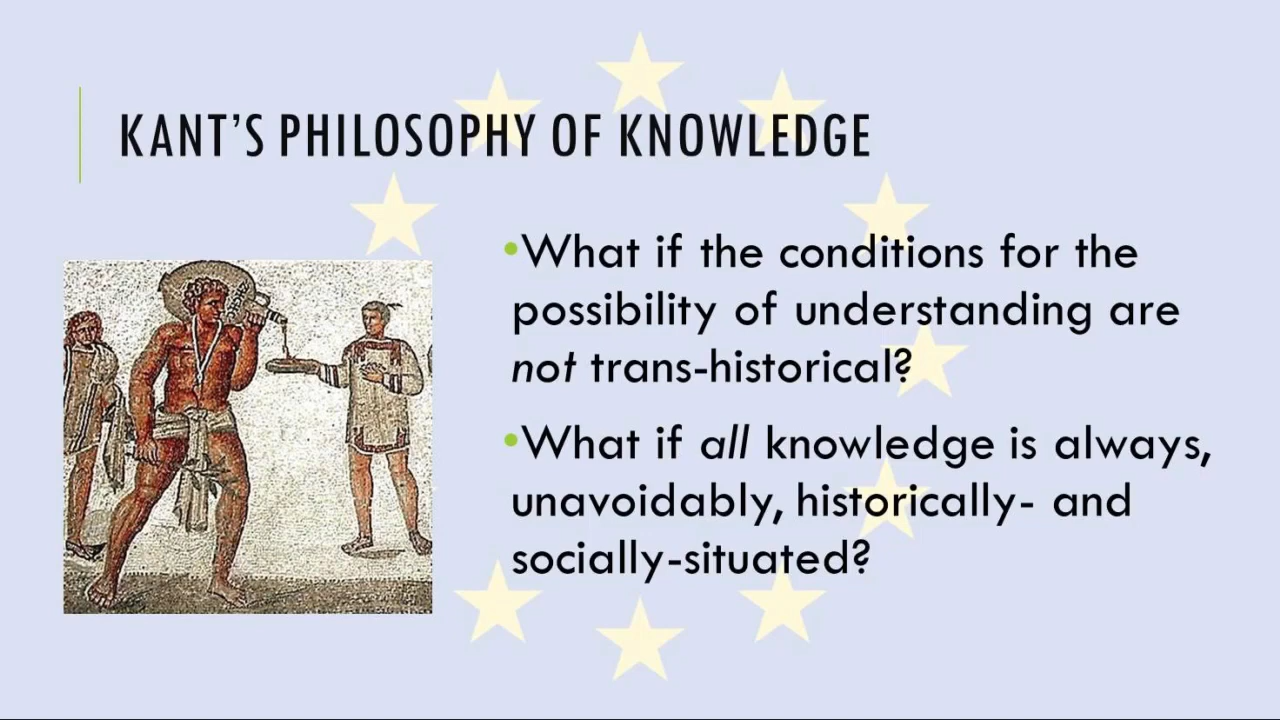 KANT'S PHILOSOPHY OF KNOWLEDGE
•What if the conditions for the
possibility of understanding are
not trans-historical?
•What if all knowledge is always,
unavoidably, historically- and
socially-situated?